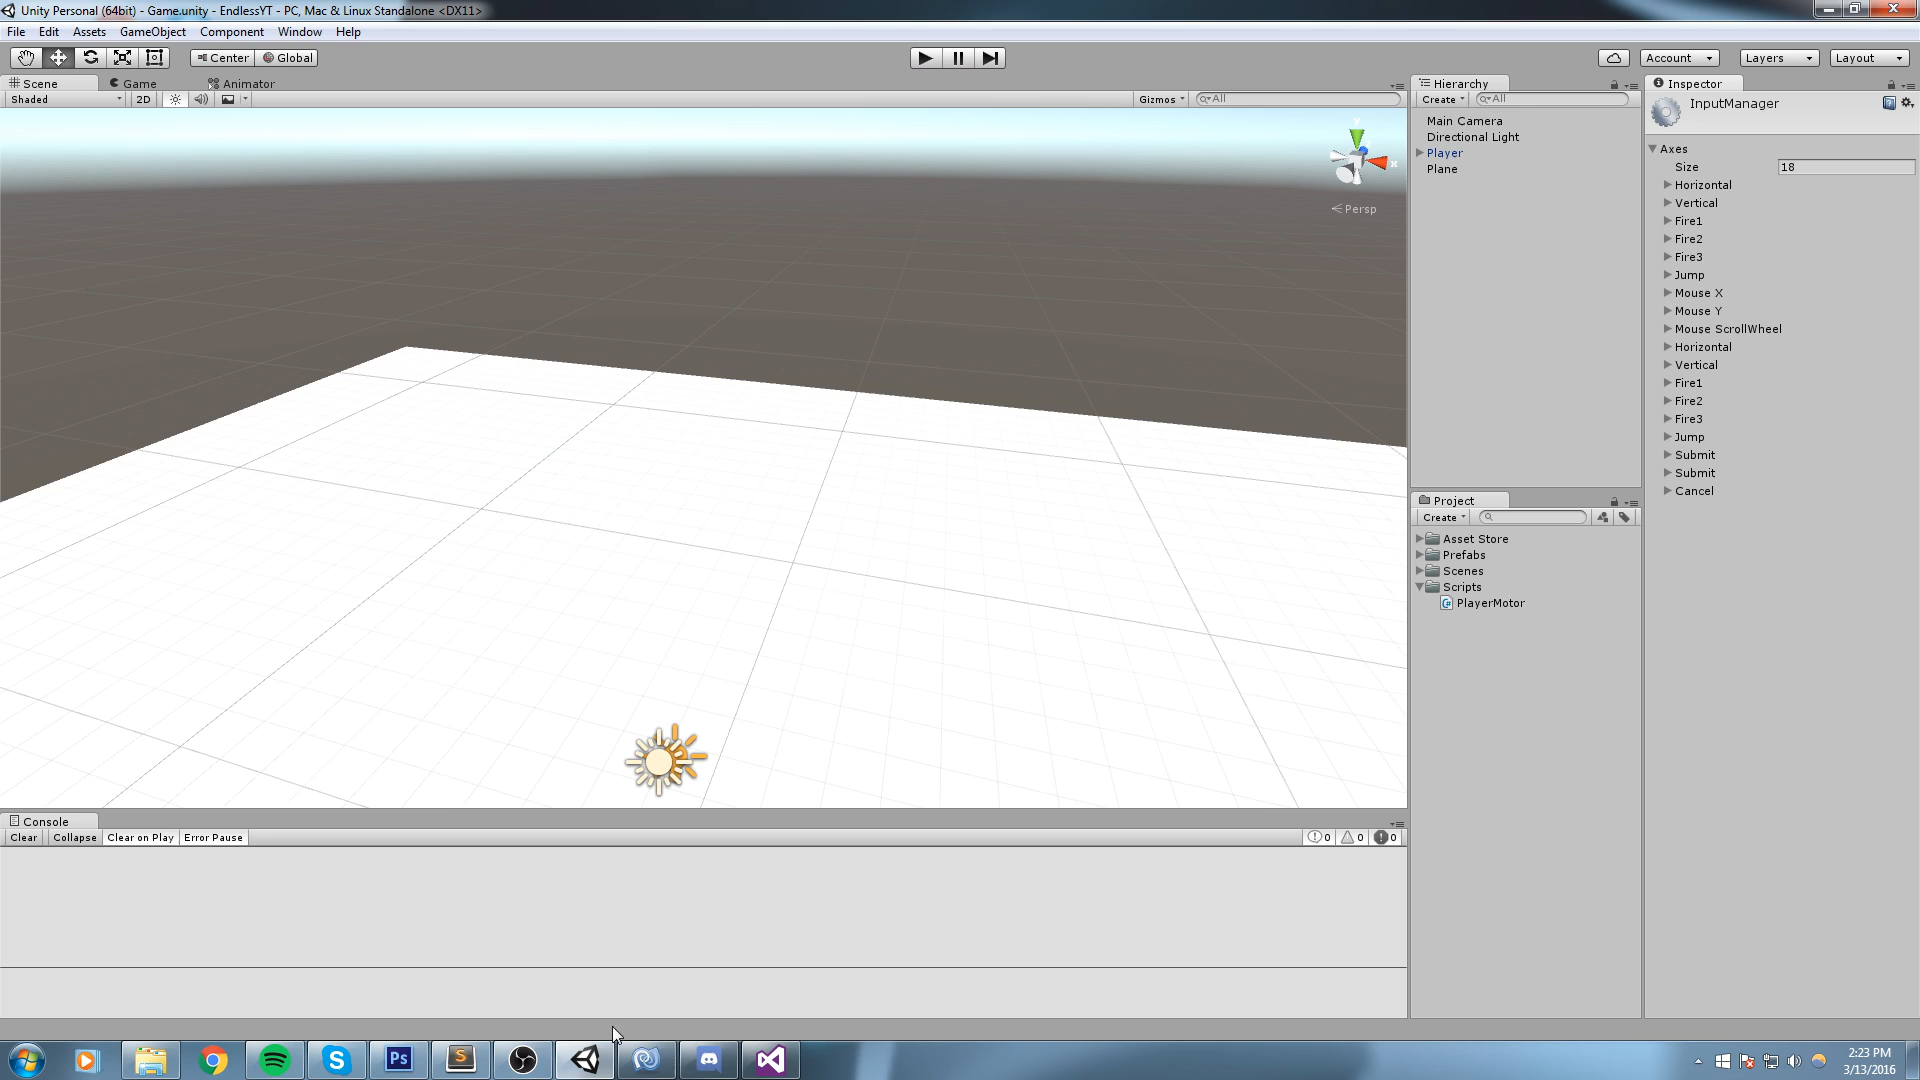 Unity Personal (64bit) - Game.unity - EndlessYT - PC, Mac & Linux Standalone <DX11>
File Edit Assets GameObject Component Window Help
Center Global Account Layers Layout
Scene Game Animator
Shaded 2D Gizmos All
y
x
Persp
Hierarchy
Create All
Main Camera
Directional Light
Player
Plane
Project
Create
Asset Store
Prefabs
Scenes
Scripts
PlayerMotor
Inspector
InputManager
Axes
Size 18
Horizontal
Vertical
Fire1
Fire2
Fire3
Jump
Mouse X
Mouse Y
Mouse ScrollWheel
Horizontal
Vertical
Fire1
Fire2
Fire3
Jump
Submit
Submit
Cancel
Console
Clear Collapse Clear on Play Error Pause 0 0 0
Ps
2:23 PM
3/13/2016